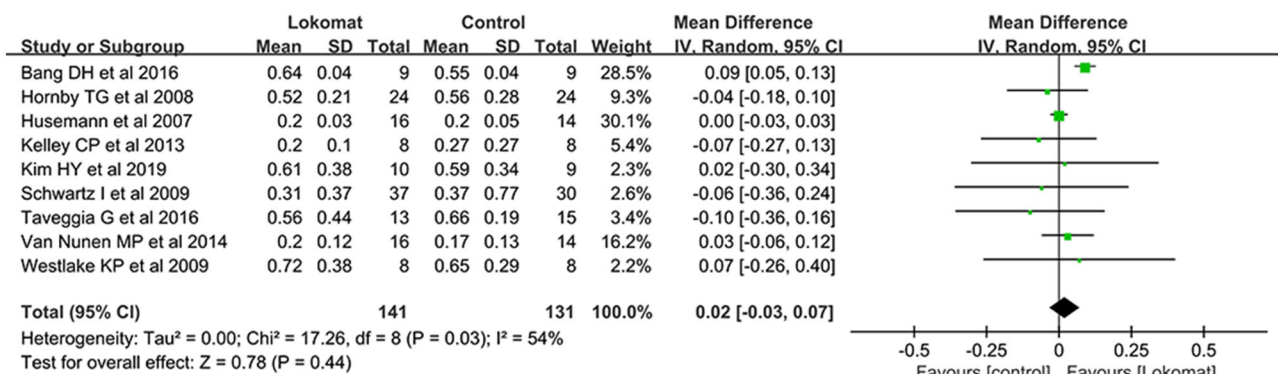 Lokomat Control Mean Difference Mean Difference
Study or Subgroup Mean SD Total Mean SD Total Weight IV, Random, 95% CI IV, Random, 95% CI
Bang DH et al 2016 0.64 0.04 9 0.55 0.04 9 28.5% 0.09 [0.05, 0.13]
Hornby TG et al 2008 0.52 0.21 24 0.56 0.28 24 9.3% -0.04 [-0.18, 0.10]
Husemann et al 2007 0.2 0.03 16 0.2 0.05 14 30.1% 0.00 [-0.03, 0.03]
Kelley CP et al 2013 0.2 0.1 8 0.27 0.27 8 5.4% -0.07 [-0.27, 0.13]
Kim HY et al 2019 0.61 0.38 10 0.59 0.34 9 2.3% 0.02 [-0.30, 0.34]
Schwartz I et al 2009 0.31 0.37 37 0.37 0.77 30 2.6% -0.06 [-0.36, 0.24]
Taveggia G et al 2016 0.56 0.44 13 0.66 0.19 15 3.4% -0.10 [-0.36, 0.16]
Van Nunen MP et al 2014 0.2 0.12 16 0.17 0.13 14 16.2% 0.03 [-0.06, 0.12]
Westlake KP et al 2009 0.72 0.38 8 0.65 0.29 8 2.2% 0.07 [-0.26, 0.40]
Total (95% CI) 141 131 100.0% 0.02 [-0.03, 0.07]
Heterogeneity: Tau² = 0.00; Chi² = 17.26, df = 8 (P = 0.03); I² = 54%
Test for overall effect: Z = 0.78 (P = 0.44)
-0.5 -0.25 0 0.25 0.5
Favours [control] Favours [Lokomat]